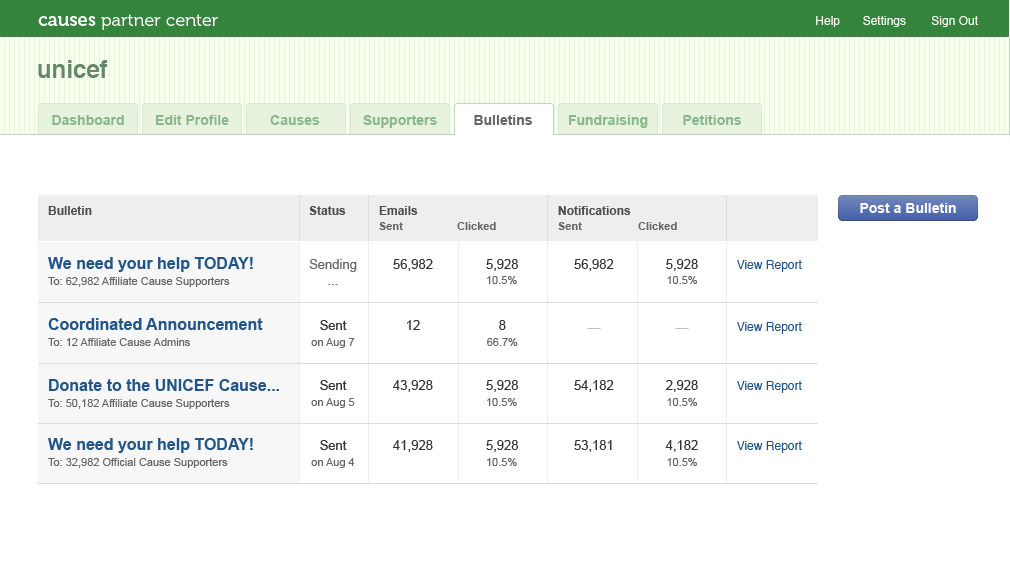 causes partner center
Help Settings Sign Out
unicef
Dashboard Edit Profile Causes Supporters Bulletins Fundraising Petitions
Bulletin Status Emails Notifications
Sent Clicked Sent Clicked
Post a Bulletin
We need your help TODAY! Sending 56,982 5,928 56,982 5,928 View Report
To: 62,982 Affiliate Cause Supporters ... 10.5% 10.5%
Coordinated Announcement Sent 12 8 — — View Report
To: 12 Affiliate Cause Admins on Aug 7 66.7%
Donate to the UNICEF Cause... Sent 43,928 5,928 54,182 2,928 View Report
To: 50,182 Affiliate Cause Supporters on Aug 5 10.5% 10.5%
We need your help TODAY! Sent 41,928 5,928 53,181 4,182 View Report
To: 32,982 Official Cause Supporters on Aug 4 10.5% 10.5%